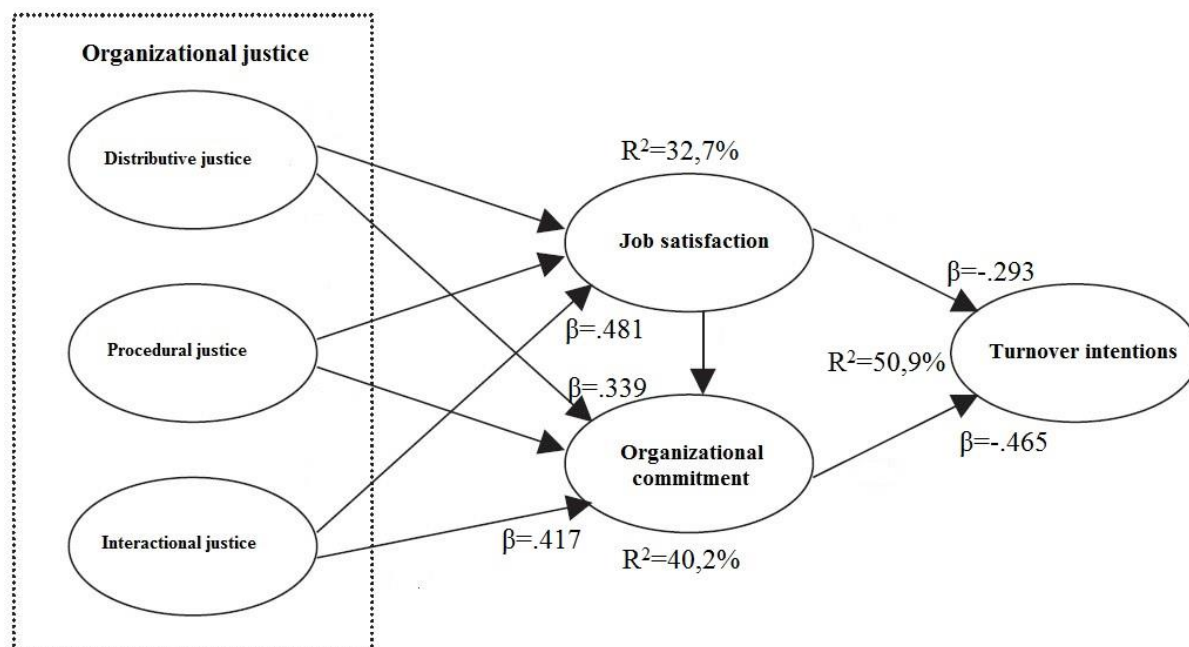 Organizational justice
Distributive justice
Procedural justice
Interactional justice
R²=32,7%
Job satisfaction
β=.481
β=.339
Organizational
commitment
β=.417
R²=40,2%
β=-.293
R²=50,9%
Turnover intentions
β=-.465